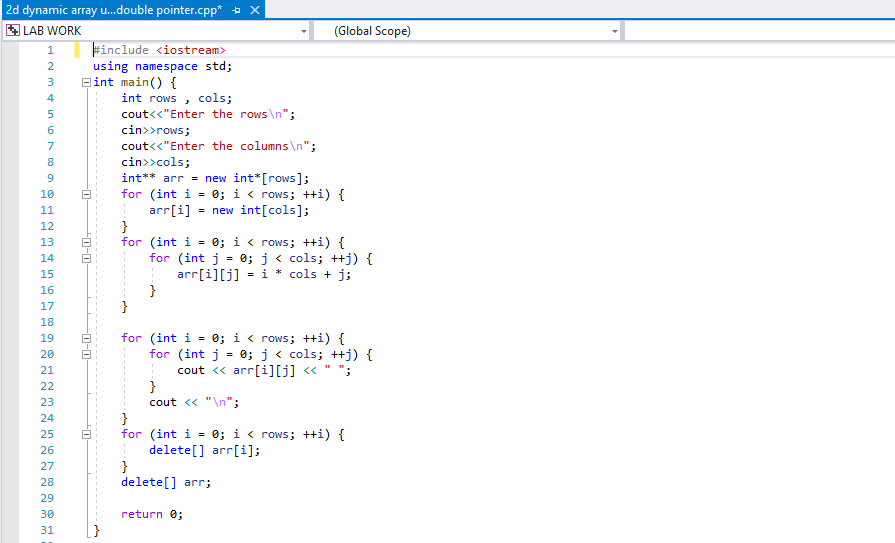 2d dynamic array u...double pointer.cpp*
LAB WORK (Global Scope)
1 #include <iostream>
2 using namespace std;
3 int main() {
4     int rows , cols;
5     cout<<"Enter the rows\n";
6     cin>>rows;
7     cout<<"Enter the columns\n";
8     cin>>cols;
9     int** arr = new int*[rows];
10     for (int i = 0; i < rows; ++i) {
11         arr[i] = new int[cols];
12     }
13     for (int i = 0; i < rows; ++i) {
14         for (int j = 0; j < cols; ++j) {
15             arr[i][j] = i * cols + j;
16         }
17     }
18
19     for (int i = 0; i < rows; ++i) {
20         for (int j = 0; j < cols; ++j) {
21             cout << arr[i][j] << " ";
22         }
23         cout << "\n";
24     }
25     for (int i = 0; i < rows; ++i) {
26         delete[] arr[i];
27     }
28     delete[] arr;
29
30     return 0;
31 }